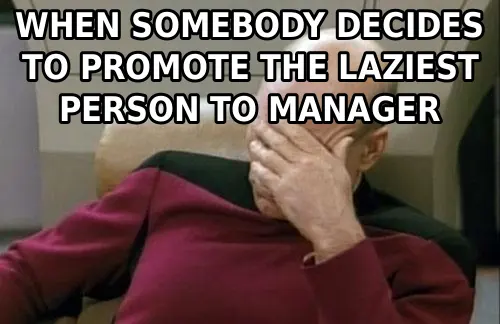 WHEN SOMEBODY DECIDES
TO PROMOTE THE LAZIEST
PERSON TO MANAGER